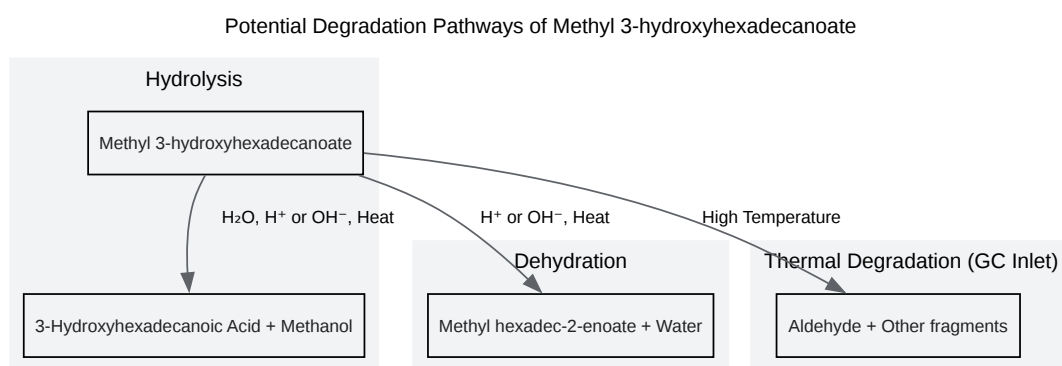 Potential Degradation Pathways of Methyl 3-hydroxyhexadecanoate
Hydrolysis
Methyl 3-hydroxyhexadecanoate
H₂O, H⁺ or OH⁻, Heat
H⁺ or OH⁻, Heat
High Temperature
Dehydration
Thermal Degradation (GC Inlet)
3-Hydroxyhexadecanoic Acid + Methanol
Methyl hexadec-2-enoate + Water
Aldehyde + Other fragments